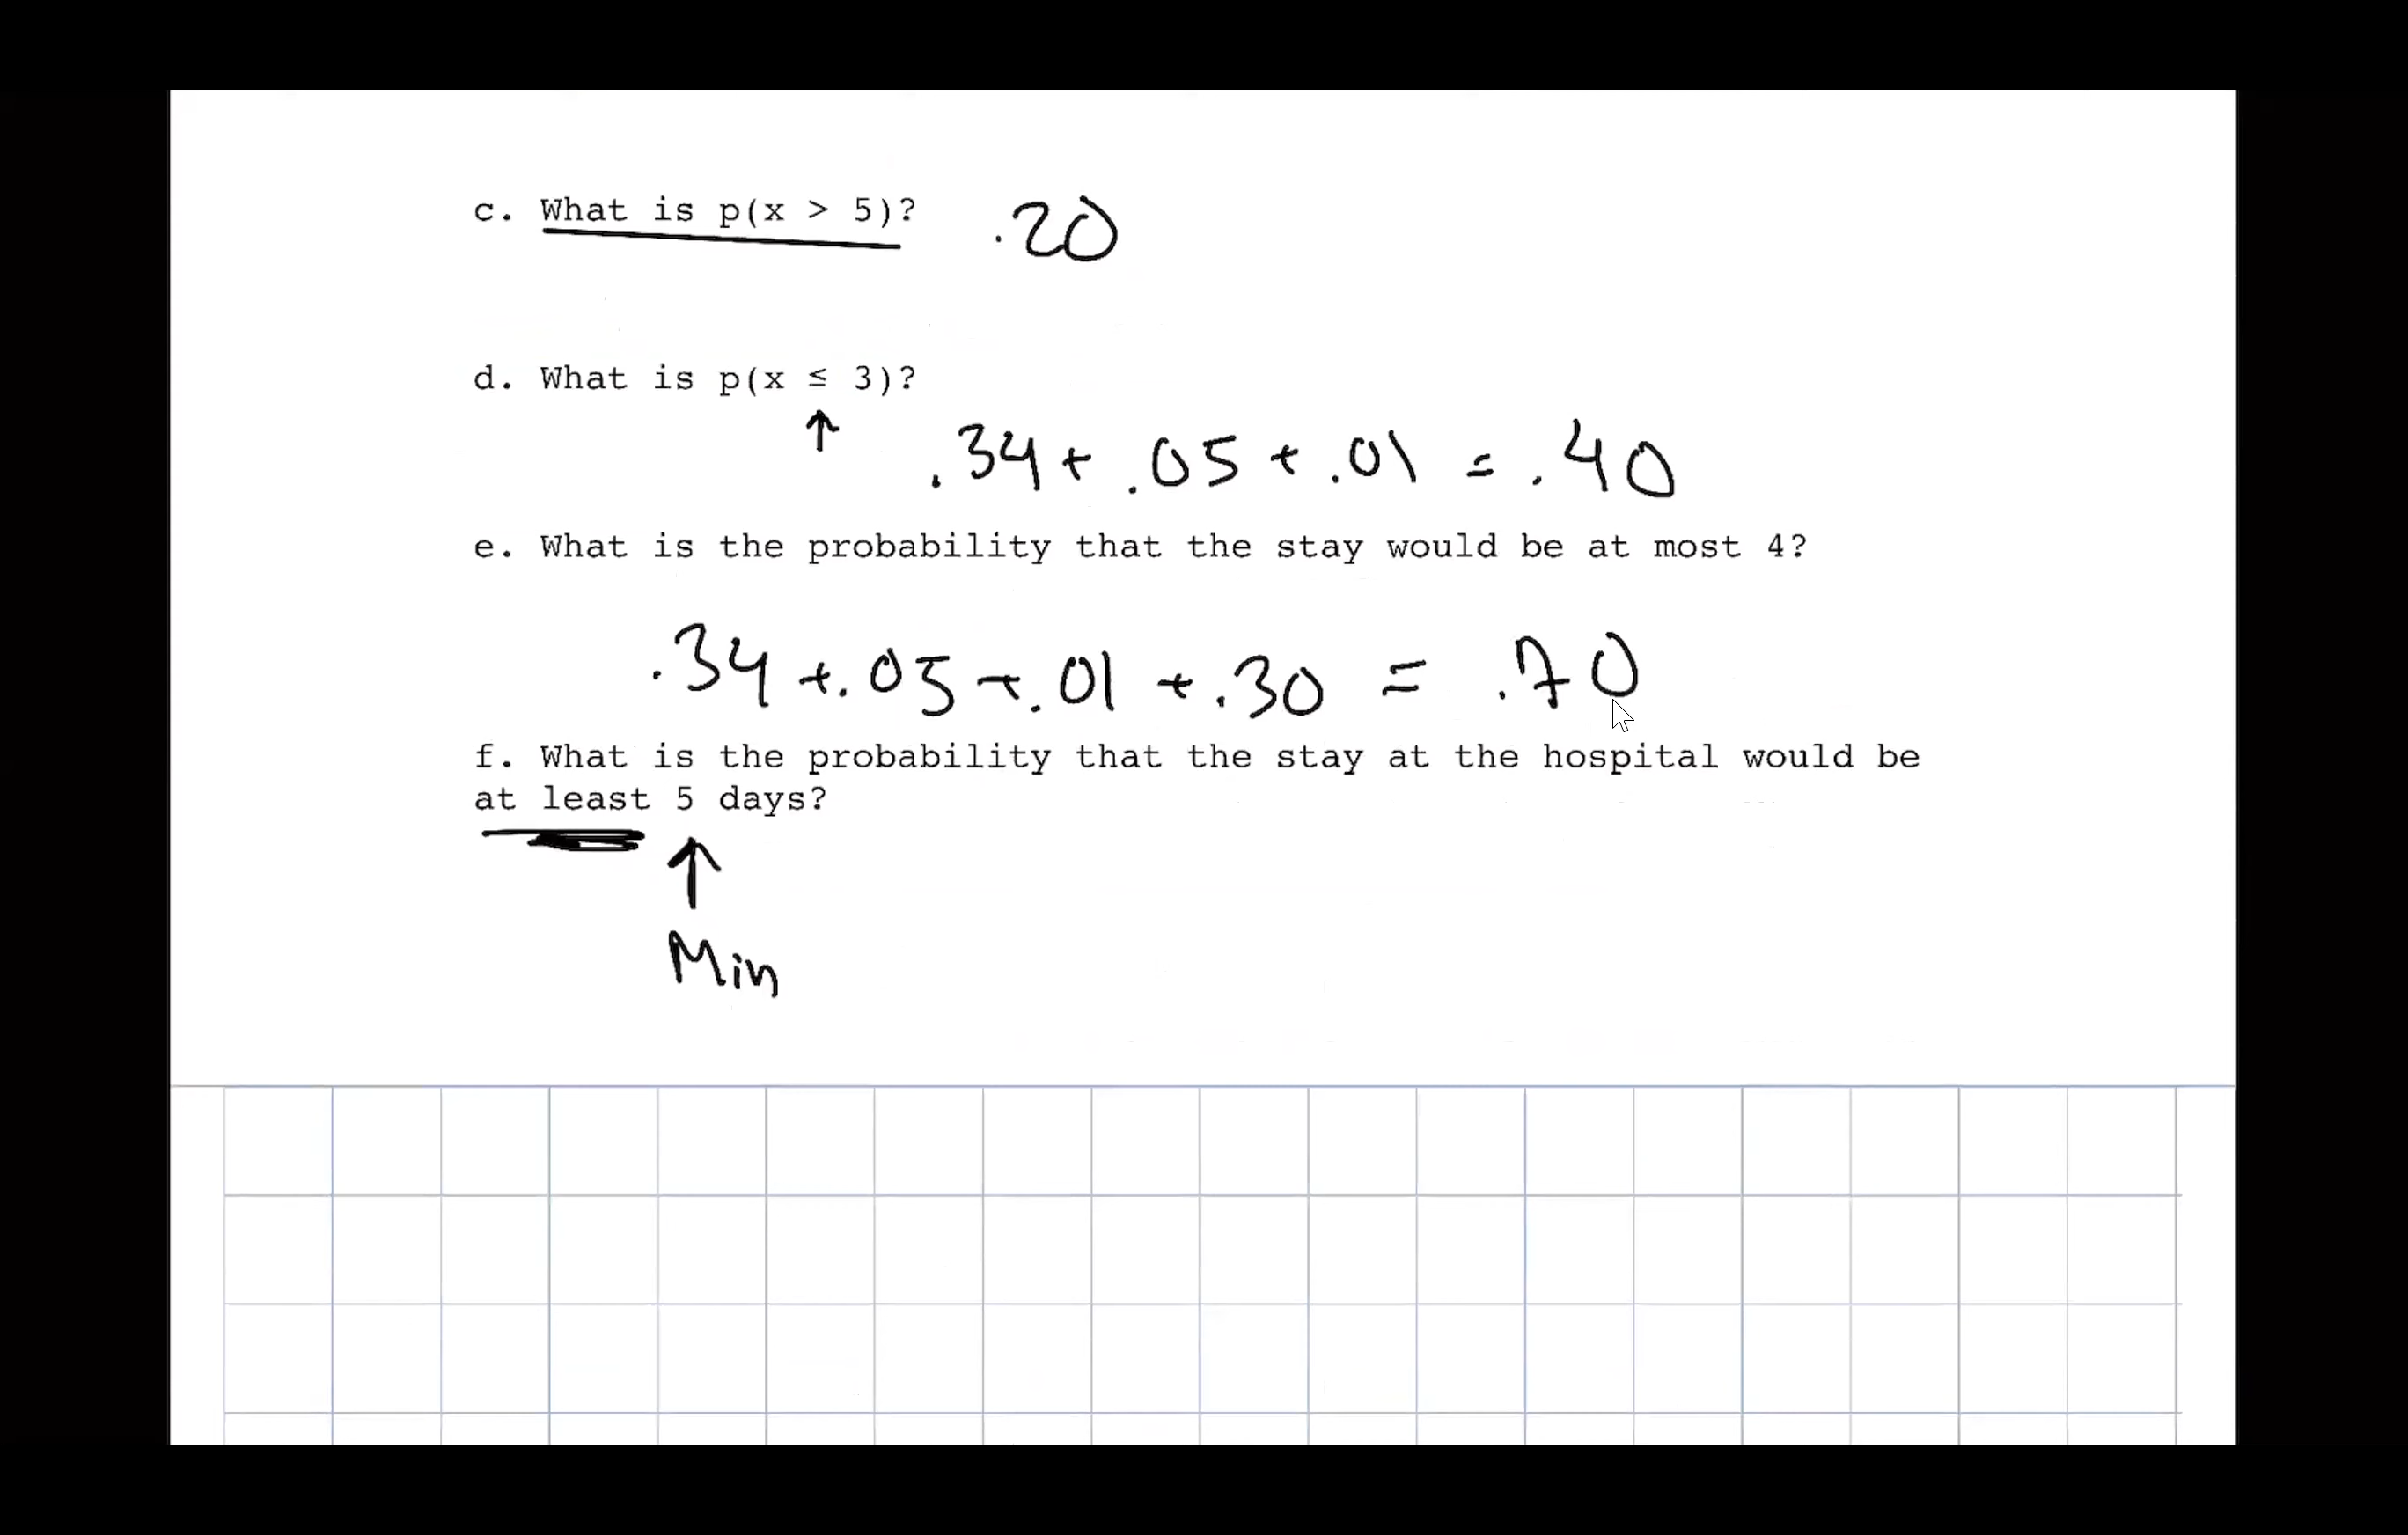 c. What is p(x > 5)? .20
d. What is p(x ≤ 3)?
.34 + .05 + .01 = .40
e. What is the probability that the stay would be at most 4?
.34 + .05 + .01 + .30 = .70
f. What is the probability that the stay at the hospital would be
at least 5 days?
Min